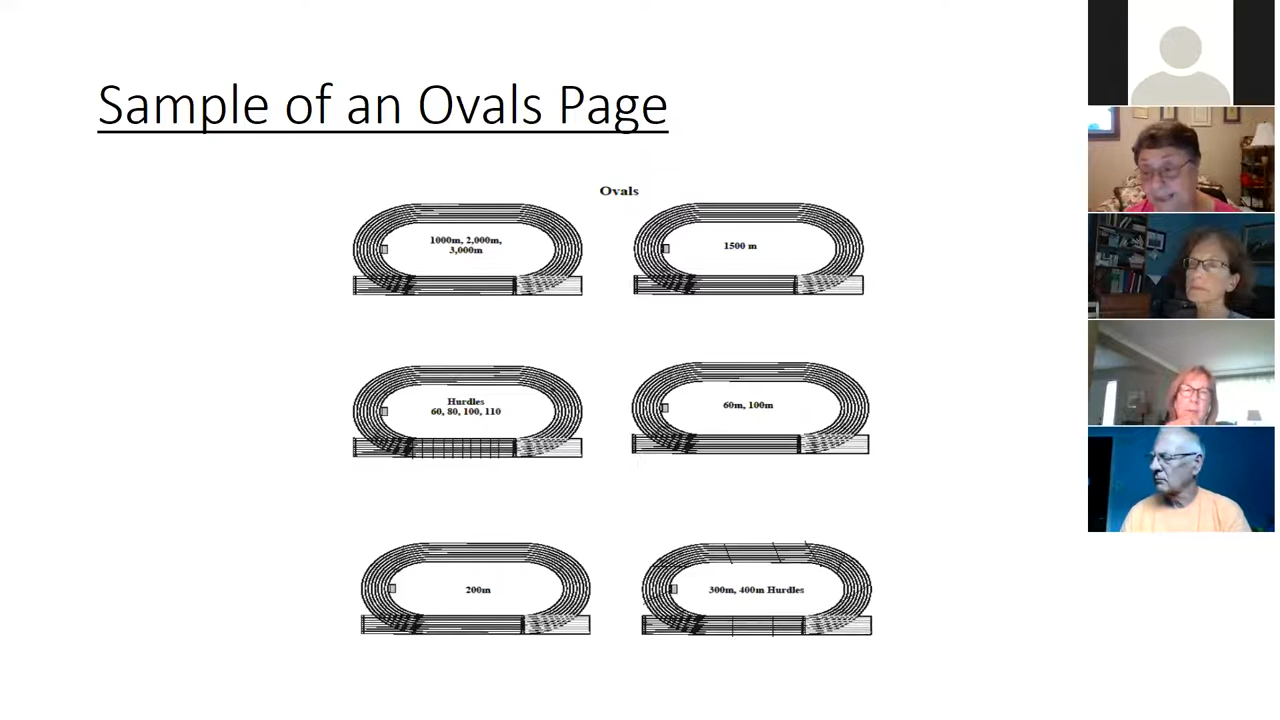 Sample of an Ovals Page
Ovals
1000m, 2,000m,
3,000m
1500 m
Hurdles
60, 80, 100, 110
60m, 100m
200m
300m, 400m Hurdles